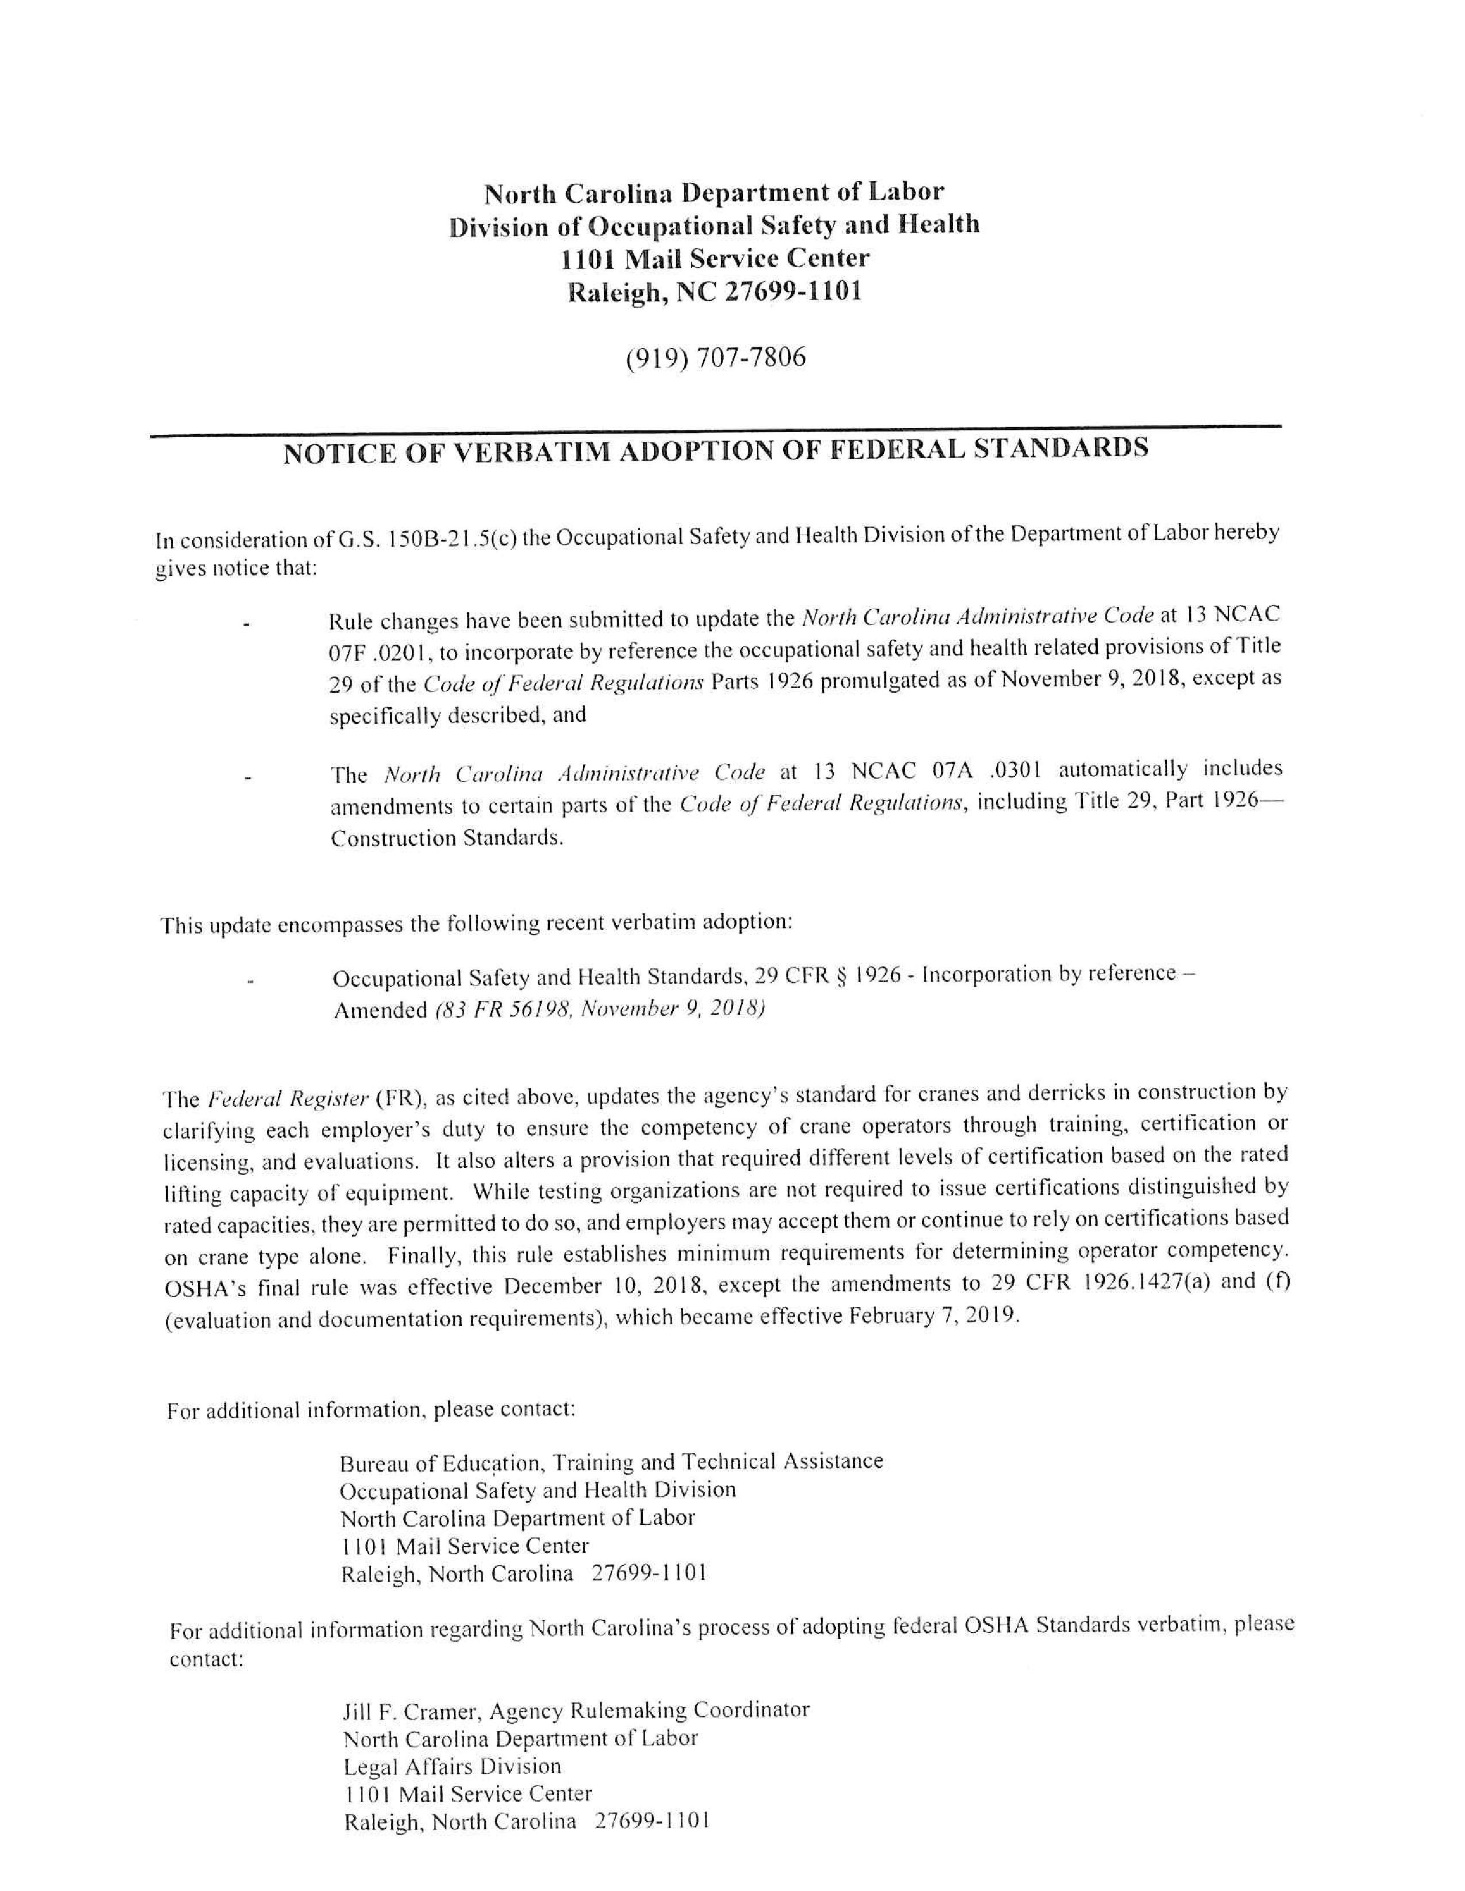 North Carolina Department of Labor
Division of Occupational Safety and Health
1101 Mail Service Center
Raleigh, NC 27699-1101
(919) 707-7806
NOTICE OF VERBATIM ADOPTION OF FEDERAL STANDARDS
In consideration of G.S. 150B-21.5(c) the Occupational Safety and Health Division of the Department of Labor hereby
gives notice that:
- Rule changes have been submitted to update the North Carolina Administrative Code at 13 NCAC
07F .0201, to incorporate by reference the occupational safety and health related provisions of Title
29 of the Code of Federal Regulations Parts 1926 promulgated as of November 9, 2018, except as
specifically described, and
- The North Carolina Administrative Code at 13 NCAC 07A .0301 automatically includes
amendments to certain parts of the Code of Federal Regulations, including Title 29, Part 1926—
Construction Standards.
This update encompasses the following recent verbatim adoption:
- Occupational Safety and Health Standards, 29 CFR § 1926 - Incorporation by reference –
Amended (83 FR 56198, November 9, 2018)
The Federal Register (FR), as cited above, updates the agency's standard for cranes and derricks in construction by
clarifying each employer's duty to ensure the competency of crane operators through training, certification or
licensing, and evaluations. It also alters a provision that required different levels of certification based on the rated
lifting capacity of equipment. While testing organizations are not required to issue certifications distinguished by
rated capacities, they are permitted to do so, and employers may accept them or continue to rely on certifications based
on crane type alone. Finally, this rule establishes minimum requirements for determining operator competency.
OSHA's final rule was effective December 10, 2018, except the amendments to 29 CFR 1926.1427(a) and (f)
(evaluation and documentation requirements), which became effective February 7, 2019.
For additional information, please contact:
Bureau of Education, Training and Technical Assistance
Occupational Safety and Health Division
North Carolina Department of Labor
1101 Mail Service Center
Raleigh, North Carolina 27699-1101
For additional information regarding North Carolina's process of adopting federal OSHA Standards verbatim, please
contact:
Jill F. Cramer, Agency Rulemaking Coordinator
North Carolina Department of Labor
Legal Affairs Division
1101 Mail Service Center
Raleigh, North Carolina 27699-1101